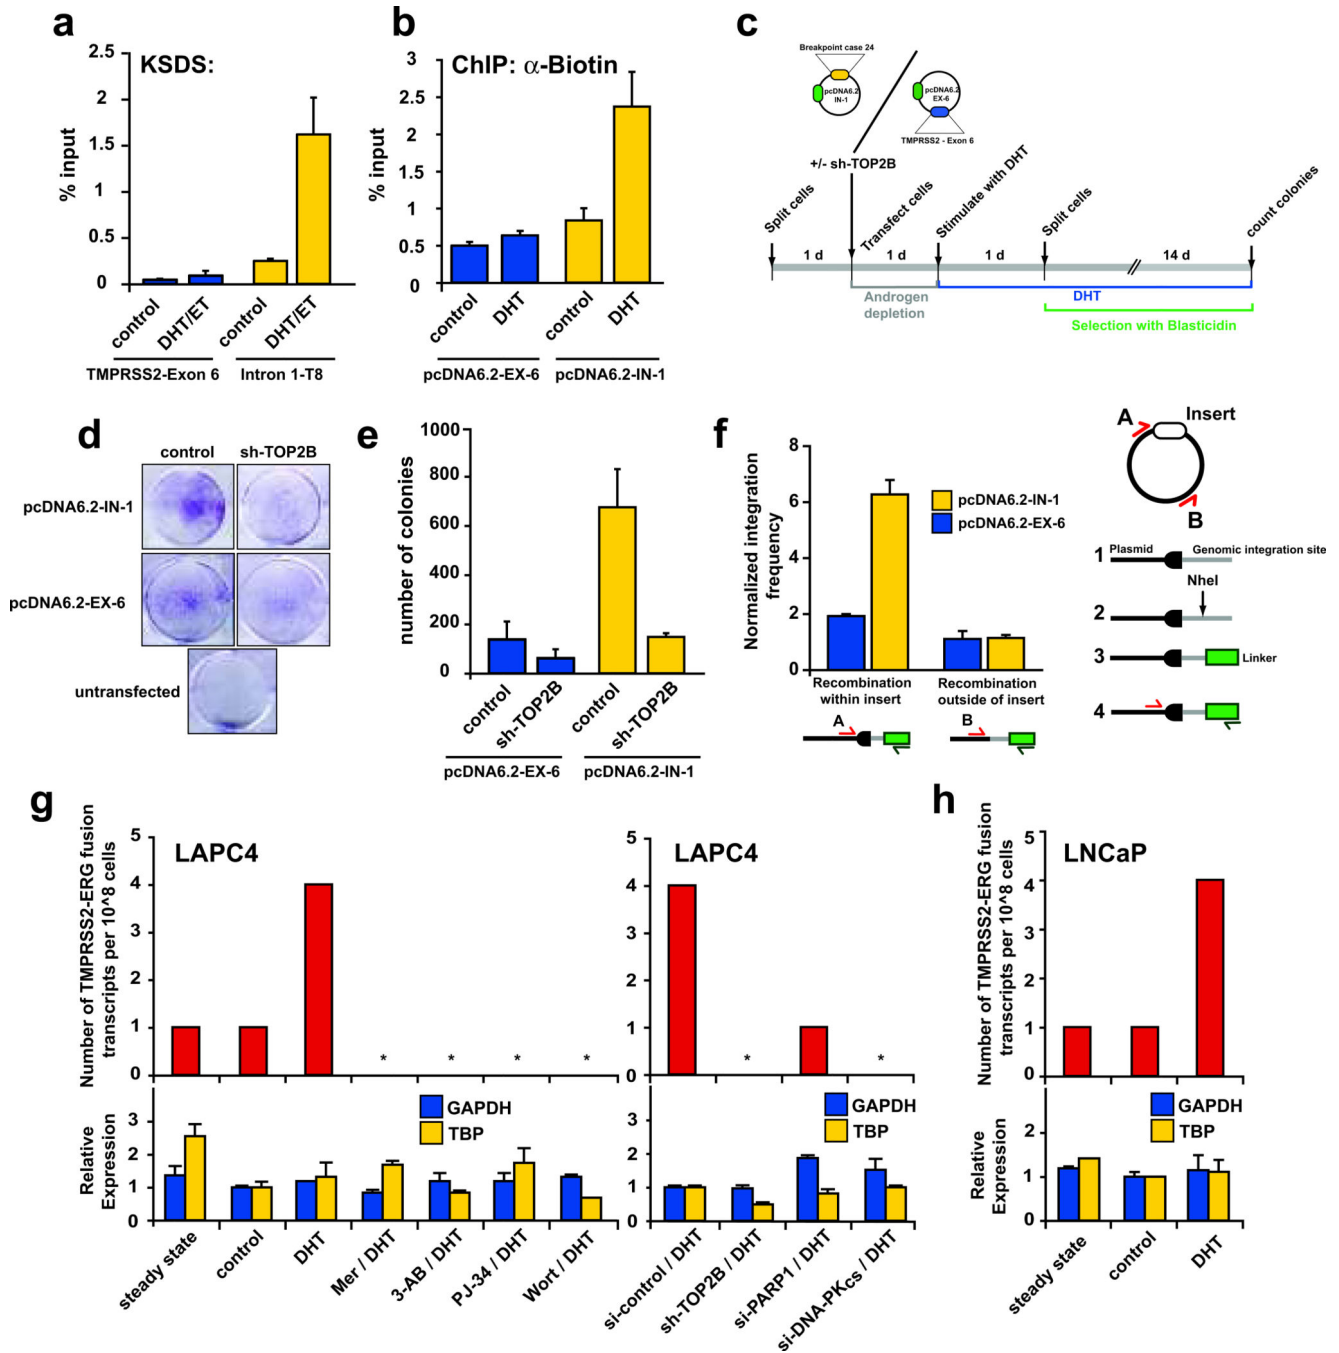 a
KSDS:
% input
2.5
2
1.5
1
0.5
0
control
DHT/ET
control
DHT/ET
TMPRSS2-Exon 6
Intron 1-T8
b
ChIP: α-Biotin
% input
3
2.5
2
1.5
1
0.5
0
control
DHT
control
DHT
pcDNA6.2-EX-6
pcDNA6.2-IN-1
c
Breakpoint case 24
pcDNA6.2
IN-1
pcDNA6.2
EX-6
TMPRSS2 - Exon 6
+/- sh-TOP2B
Split cells
Transfect cells
Stimulate with DHT
Split cells
count colonies
1 d
1 d
1 d
14 d
Androgen
depletion
DHT
Selection with Blasticidin
d
control
sh-TOP2B
pcDNA6.2-IN-1
pcDNA6.2-EX-6
untransfected
e
number of colonies
1000
800
600
400
200
0
control
sh-TOP2B
control
sh-TOP2B
pcDNA6.2-EX-6
pcDNA6.2-IN-1
f
Normalized integration
frequency
8
6
4
2
0
pcDNA6.2-IN-1
pcDNA6.2-EX-6
Recombination
within insert
Recombination
outside of insert
A
B
A
Insert
B
1
Plasmid
Genomic integration site
NheI
2
3
Linker
4
g
LAPC4
Number of TMPRSS2-ERG fusion
transcripts per 10^8 cells
5
4
3
2
1
0
* * * *
Relative
Expression
3
2
1
0
GAPDH
TBP
steady state
control
DHT
Mer / DHT
3-AB / DHT
PJ-34 / DHT
Wort / DHT
LAPC4
5
4
3
2
1
0
* *
3
2
1
0
GAPDH
TBP
si-control / DHT
sh-TOP2B / DHT
si-PARP1 / DHT
si-DNA-PKcs / DHT
h
LNCaP
Number of TMPRSS2-ERG fusion
transcripts per 10^8 cells
5
4
3
2
1
0
Relative
Expression
2
1
0
GAPDH
TBP
steady state
control
DHT